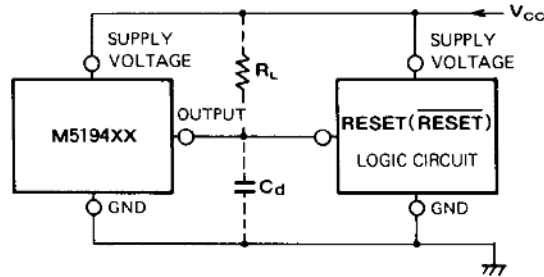 Vcc
SUPPLY
VOLTAGE
SUPPLY
VOLTAGE
RL
OUTPUT
M5194XX
RESET(RESET)
LOGIC CIRCUIT
Cd
GND
GND